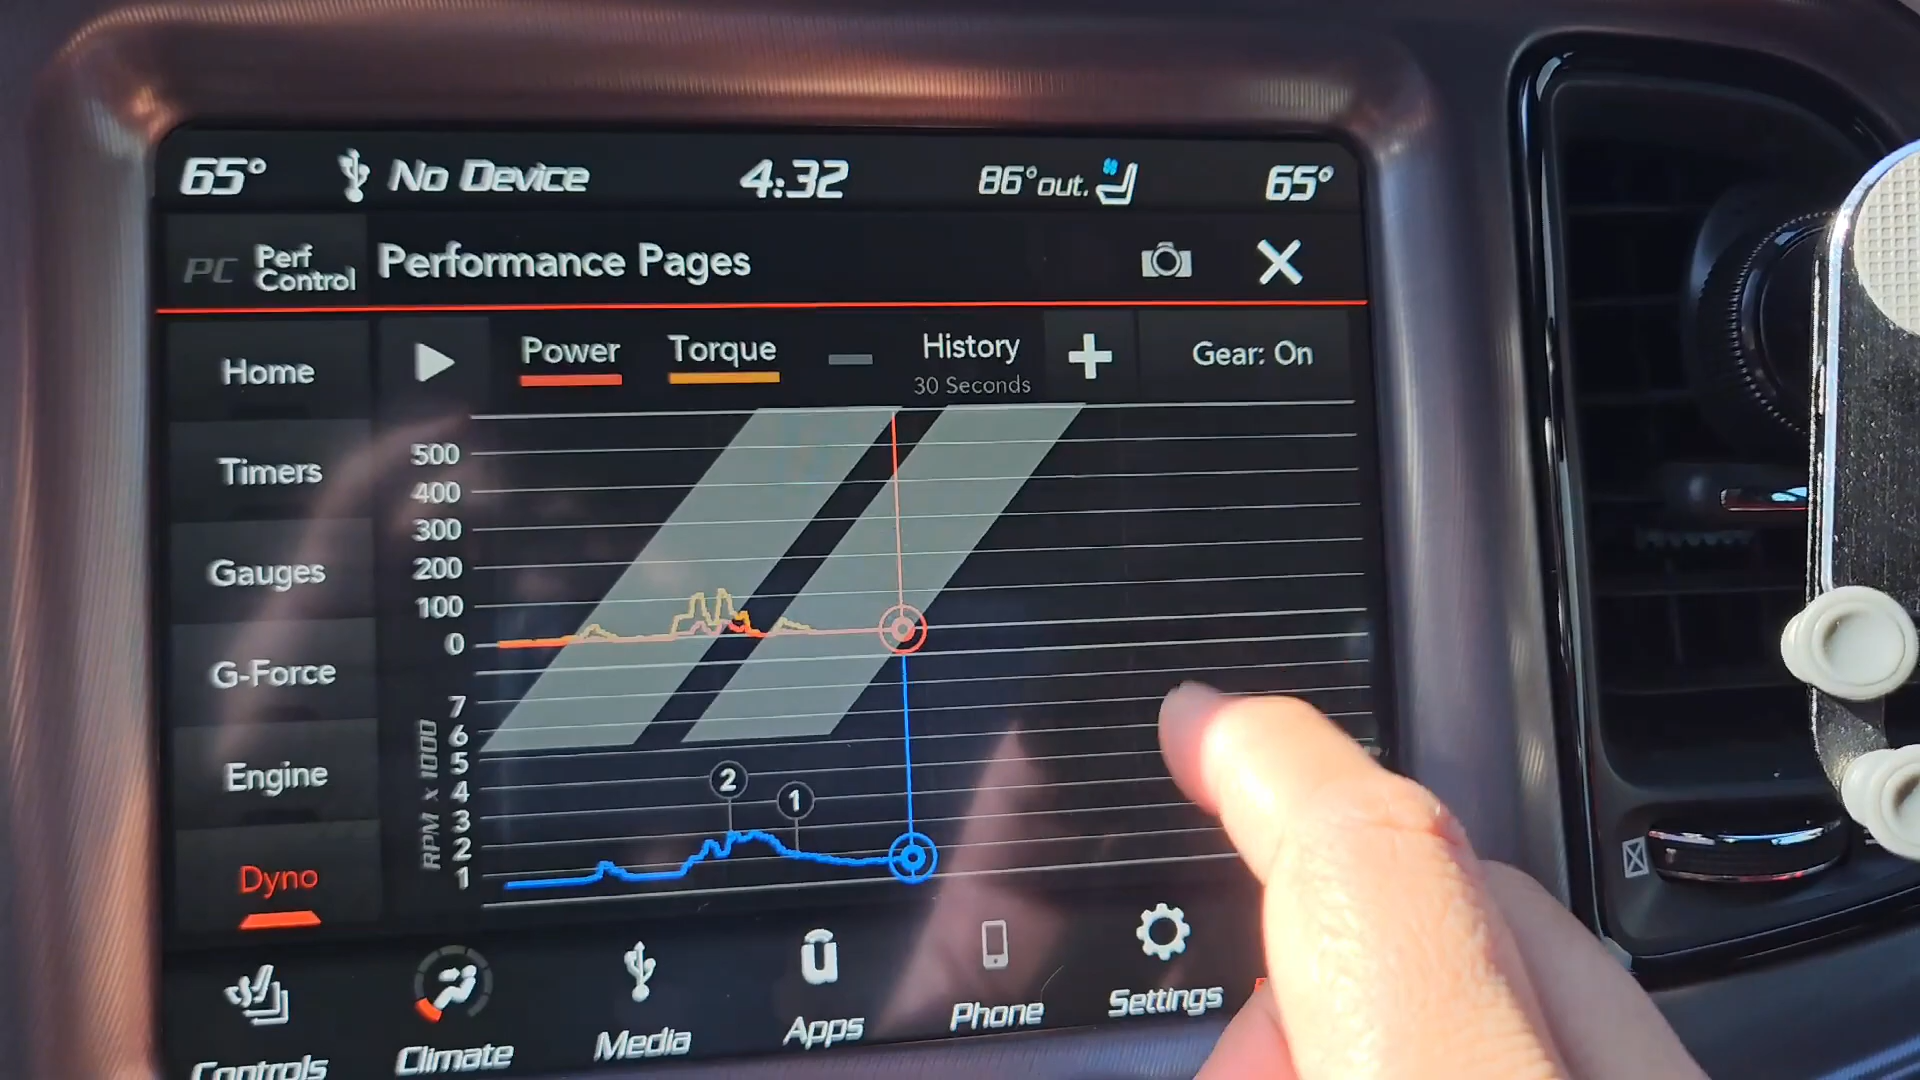 65° No Device 4:32 86°out. 65°
PC Perf Control Performance Pages
Power Torque History Gear: On
30 Seconds
Home
Timers
Gauges
G-Force
Engine
Dyno
500
400
300
200
100
0
RPM x 1000
7
6
5
4
3
2
1
2
1
Controls Climate Media Apps Phone Settings